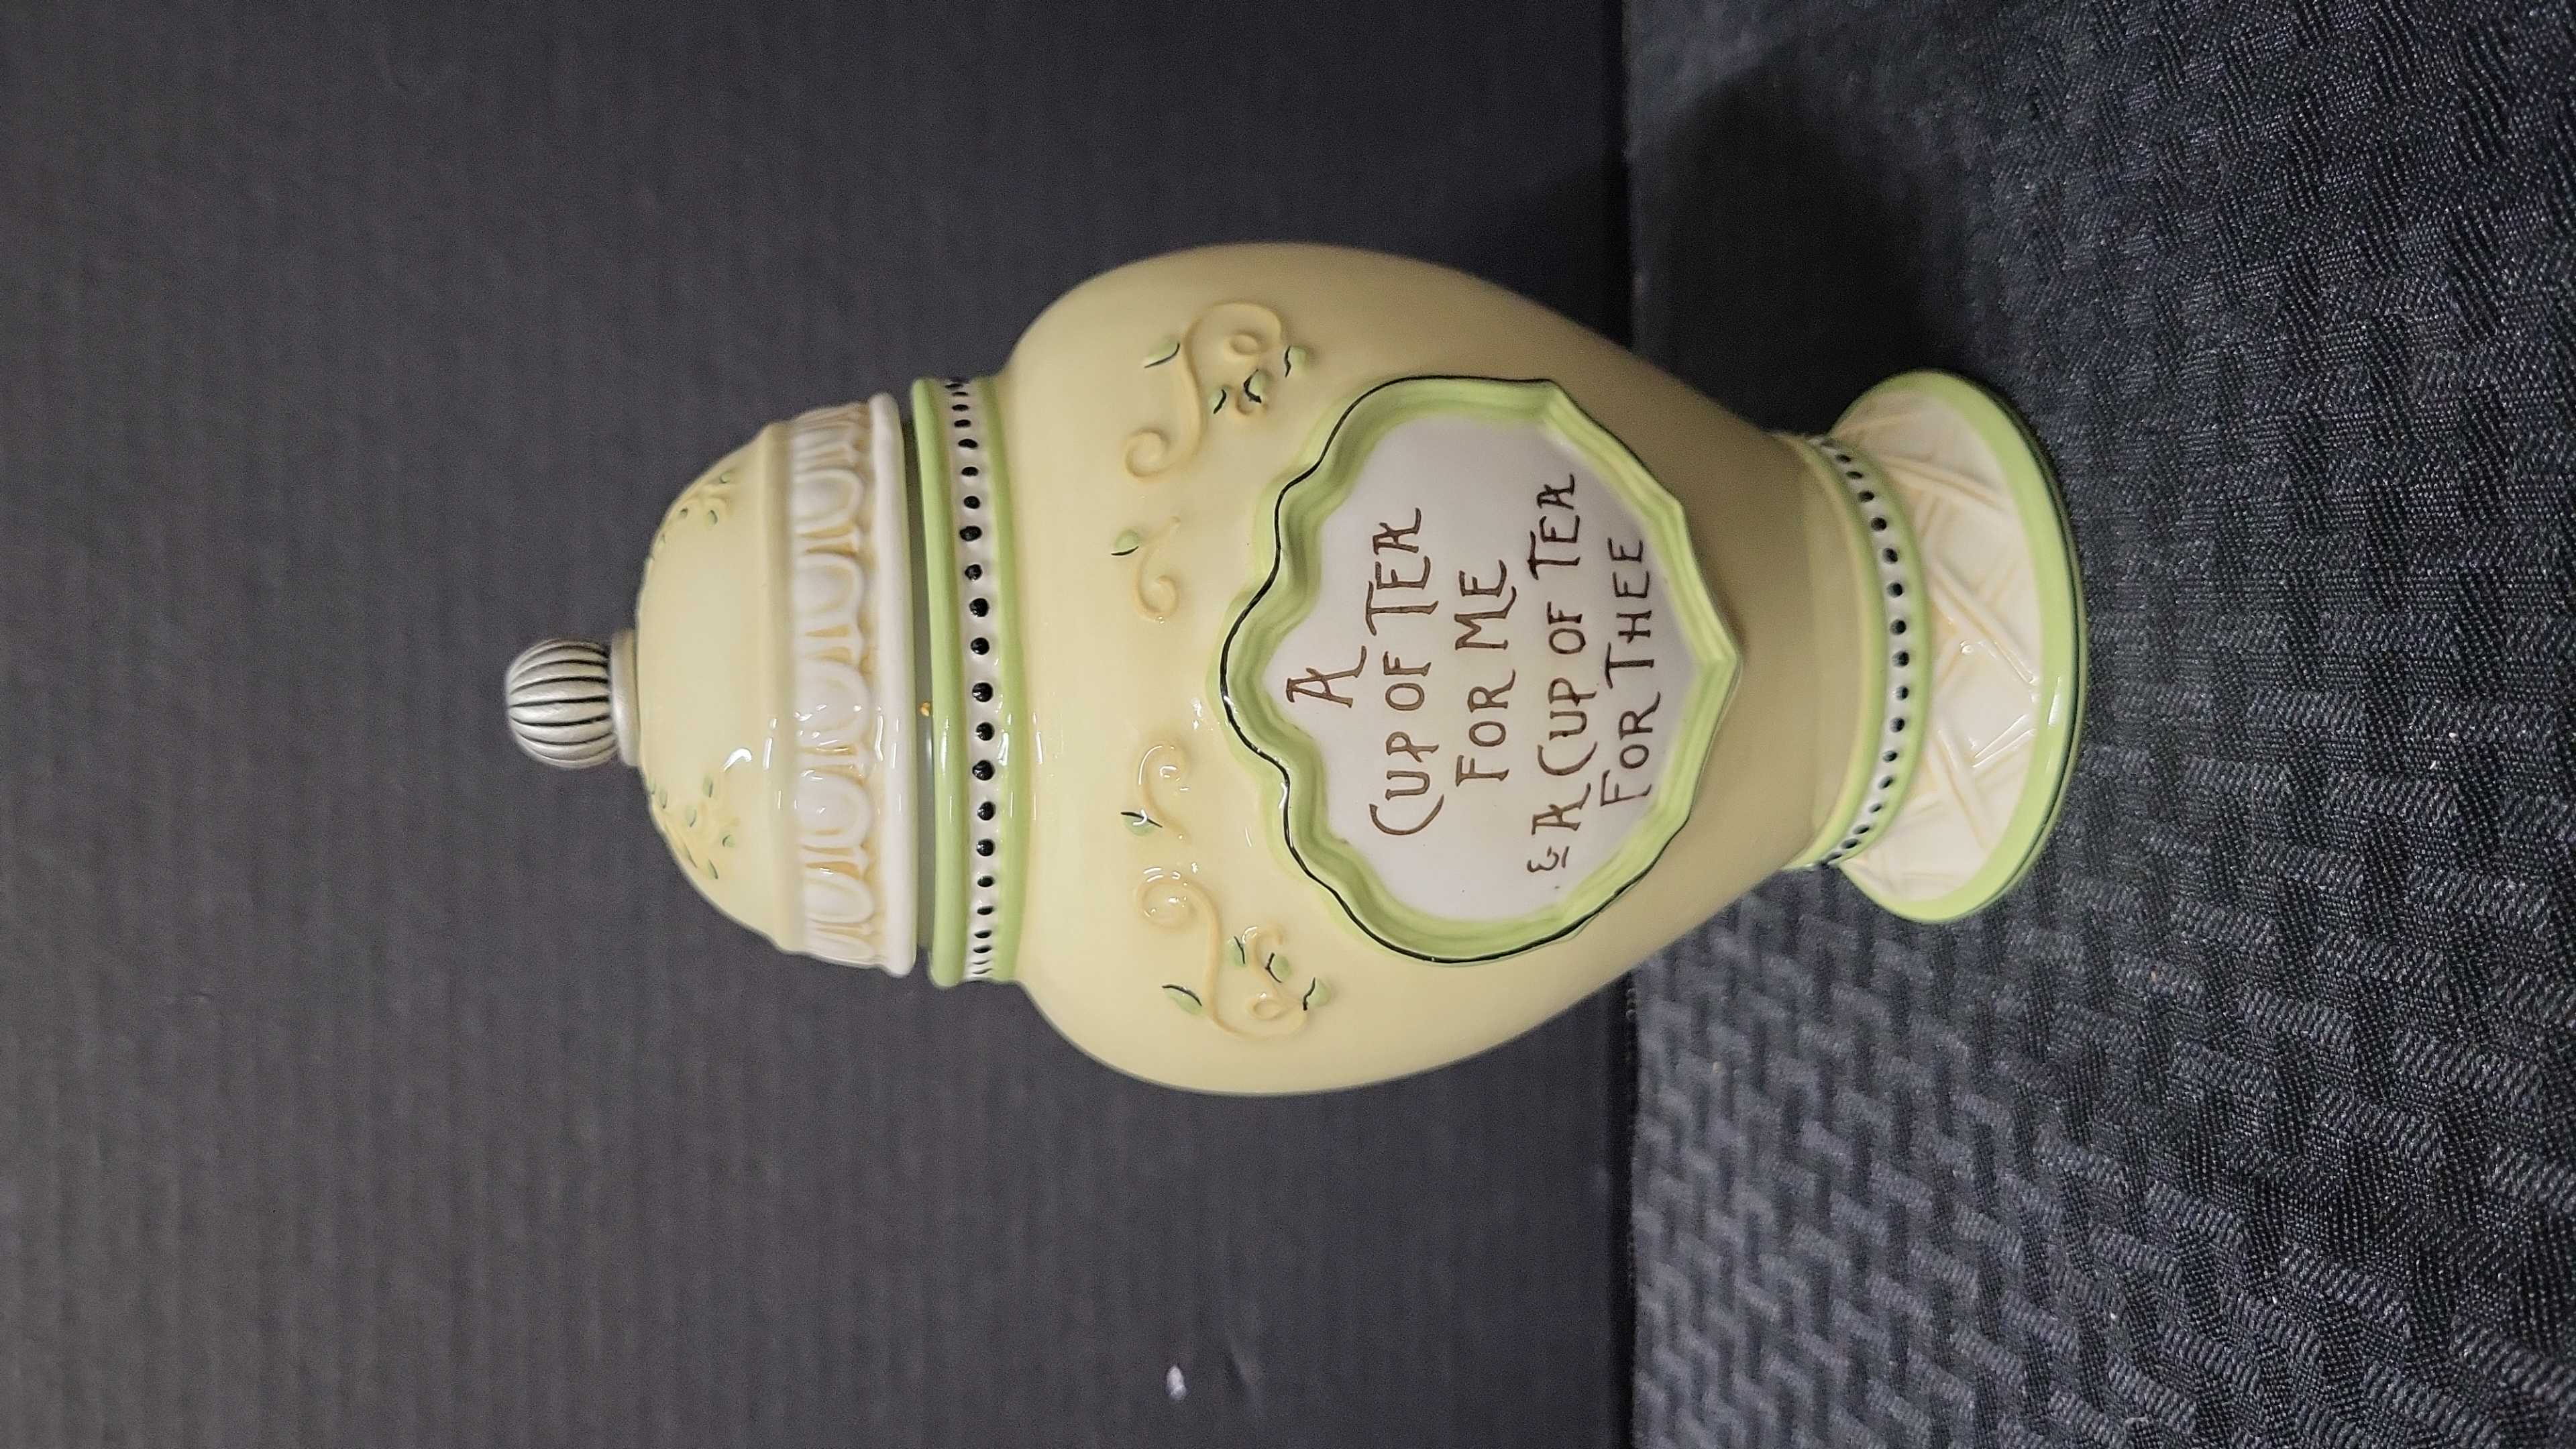 A
CUP OF TEA
FOR ME
& A CUP OF TEA
FOR THEE